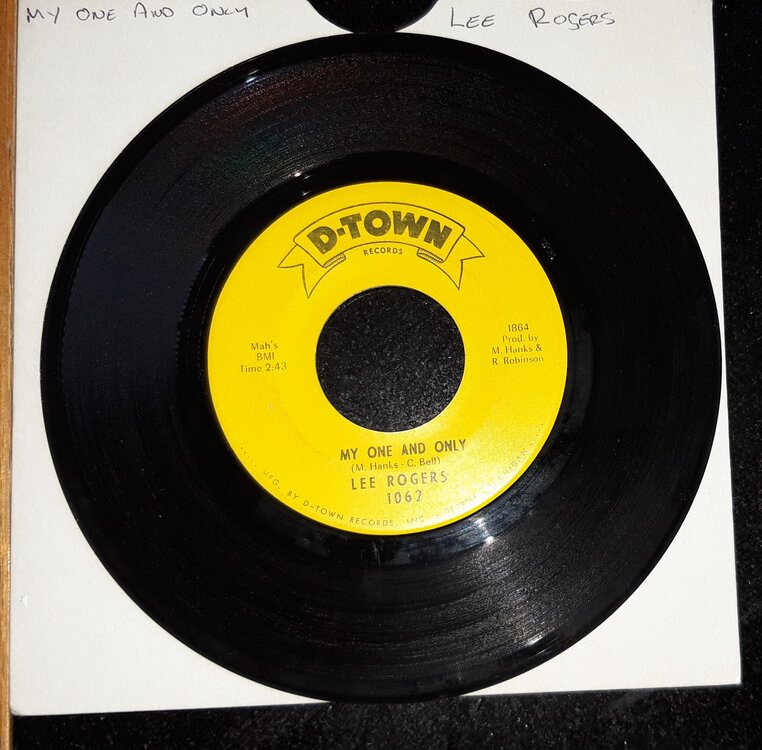 MY ONE AND ONLY
LEE ROGERS
D-TOWN
RECORDS
Mah's
BMI
Time 2:43
1864
Prod. by
M. Hanks &
R. Robinson
MY ONE AND ONLY
(M. Hanks - C. Bell)
LEE ROGERS
1062
MFG. BY D-TOWN RECORDS, INC.